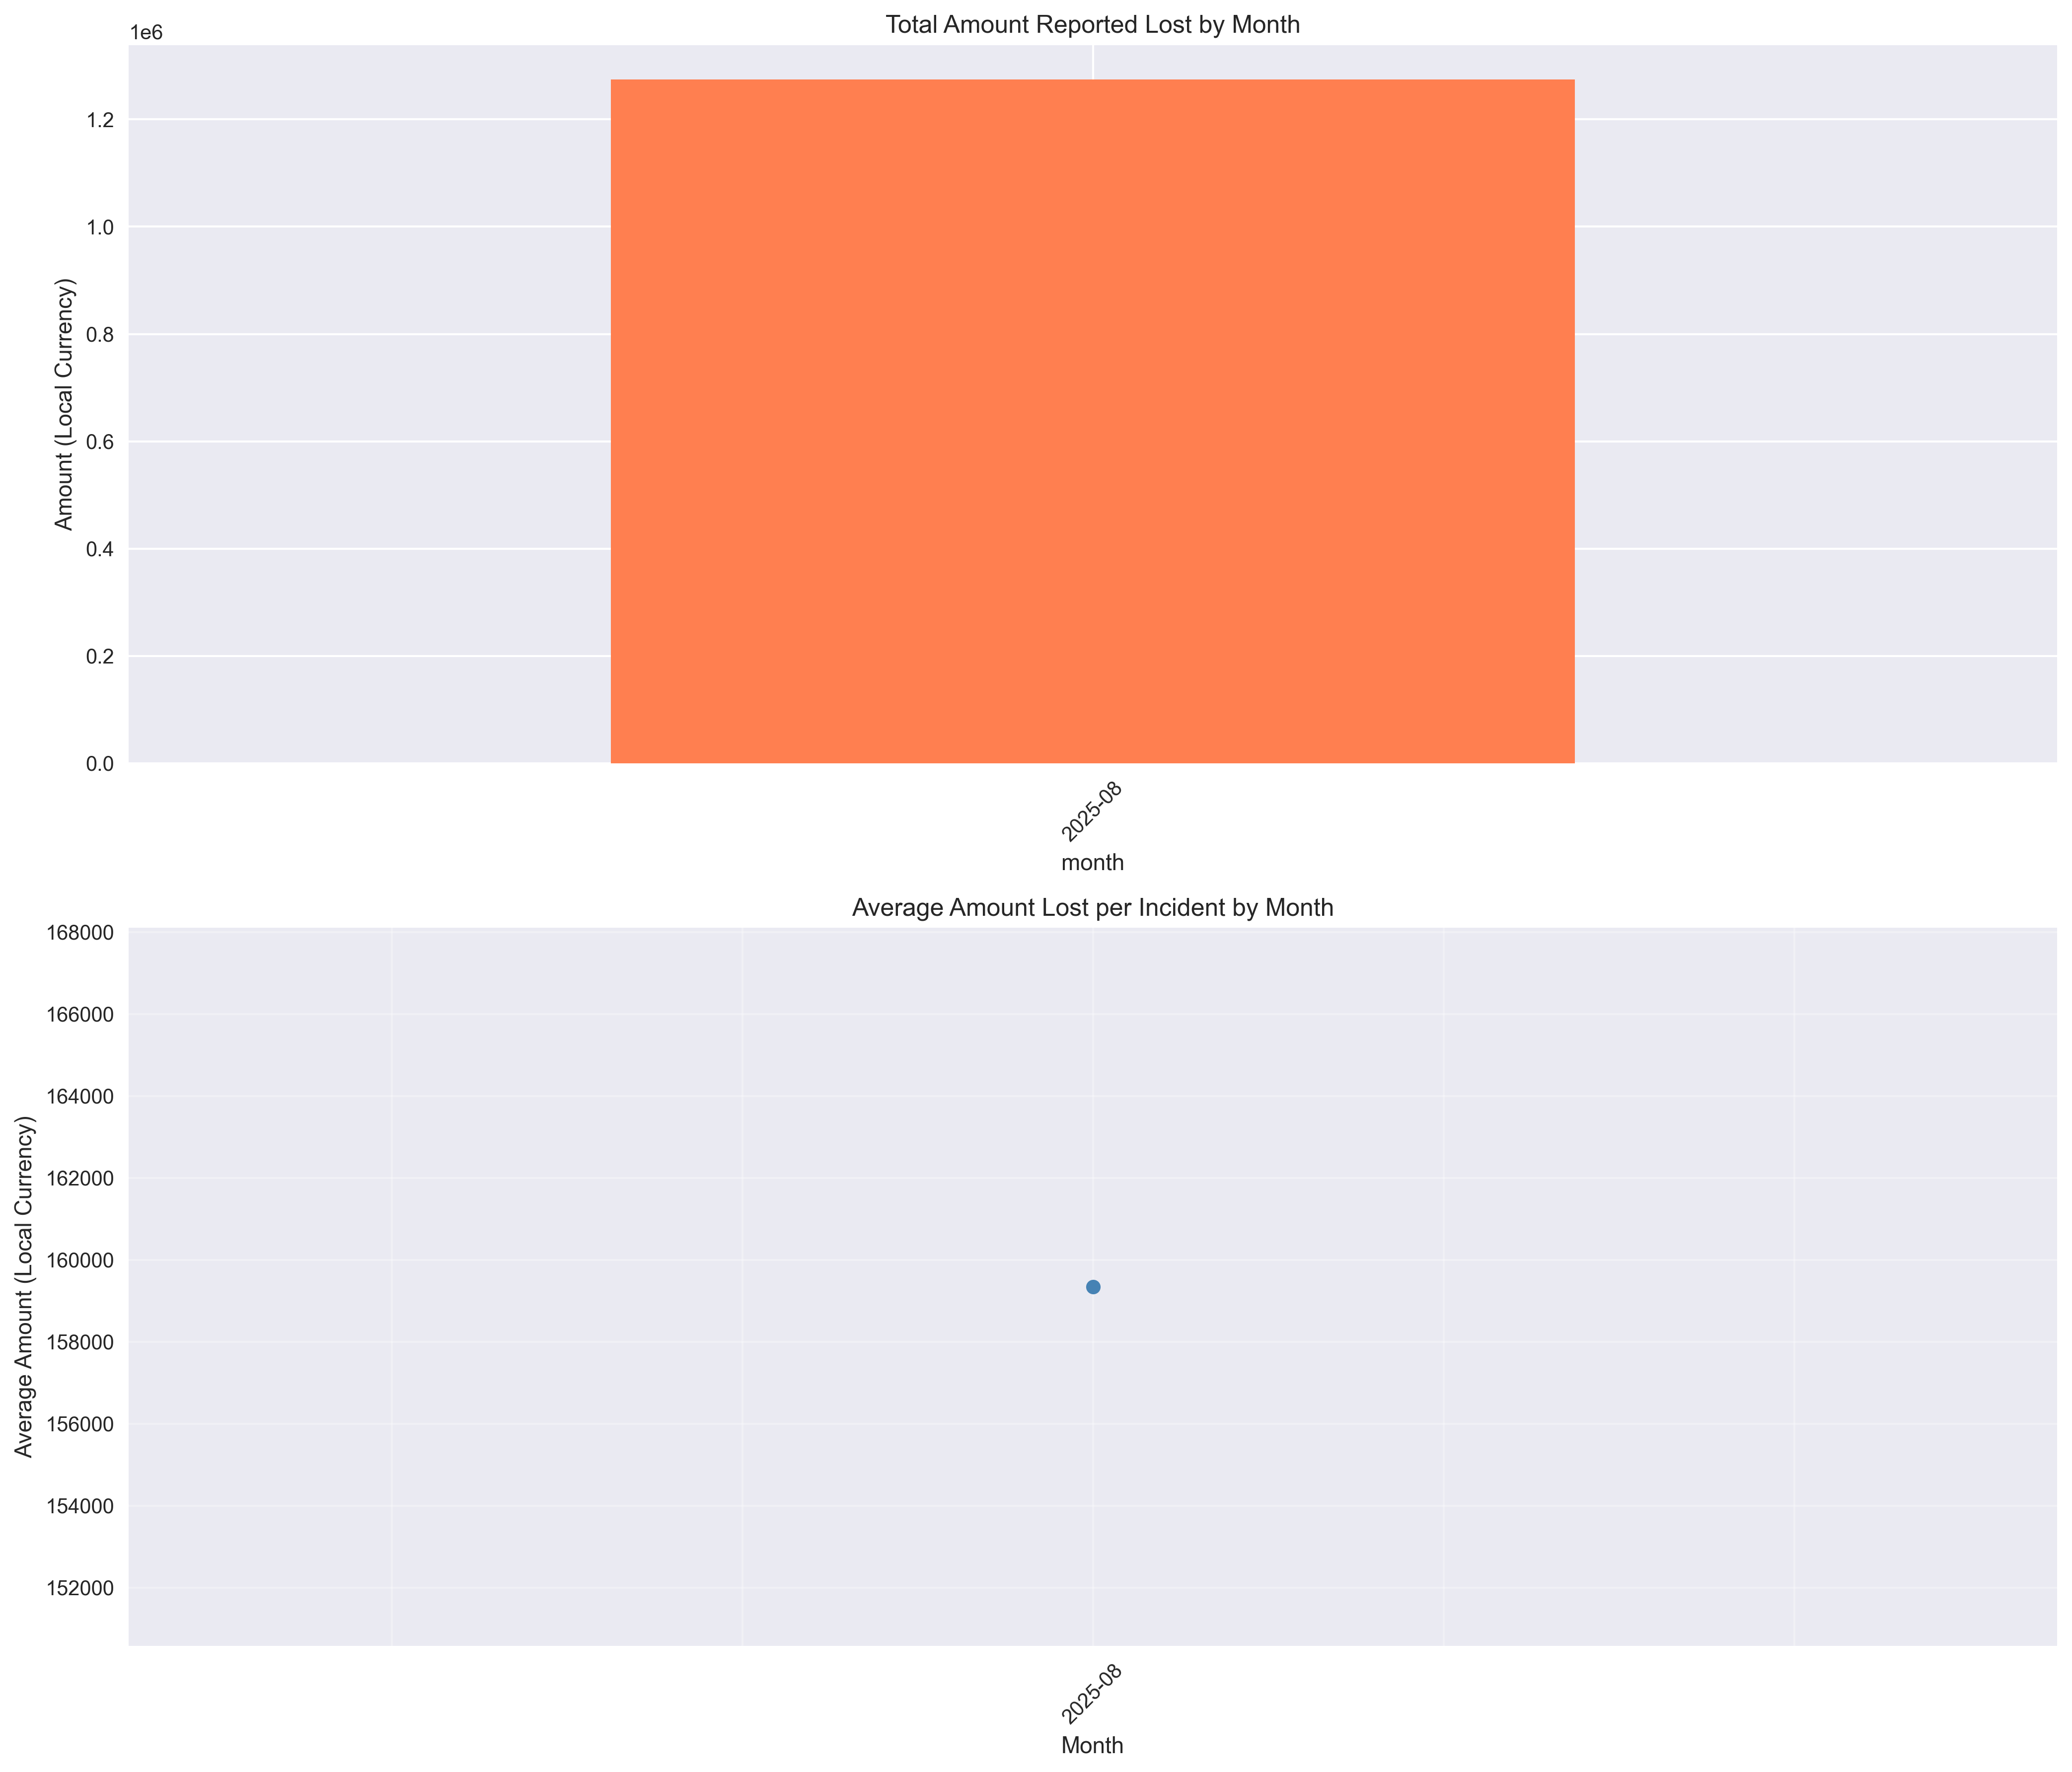 Total Amount Reported Lost by Month
1e6
1.2
1.0
0.8
0.6
0.4
0.2
0.0
Amount (Local Currency)
2025-08
month
Average Amount Lost per Incident by Month
168000
166000
164000
162000
160000
158000
156000
154000
152000
Average Amount (Local Currency)
2025-08
Month